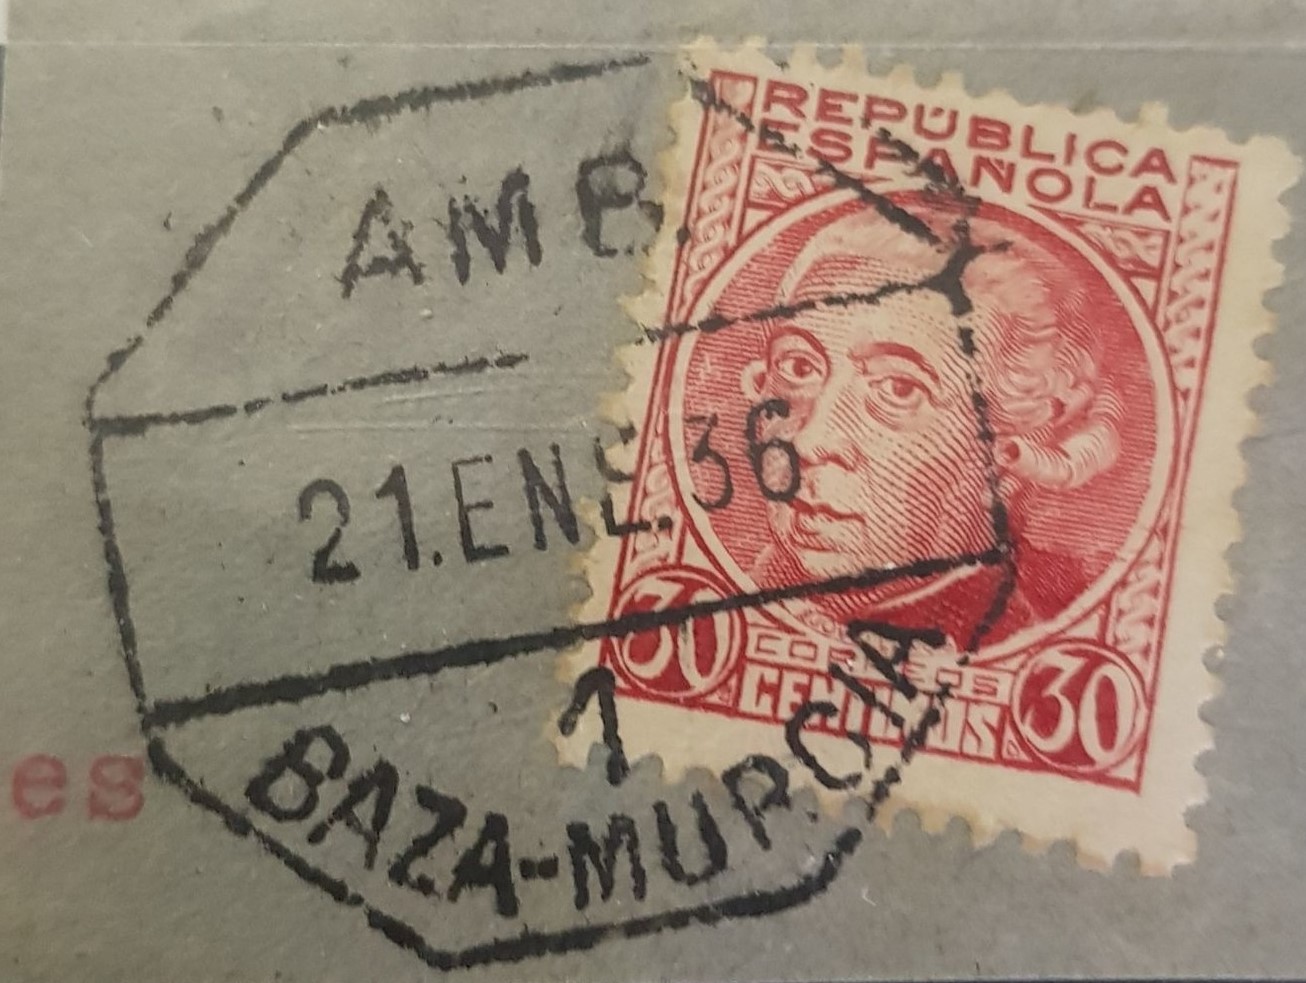 AMB.
21.ENE.36
1
BAZA-MURCIA
REPÚBLICA
ESPAÑOLA
30 CORREOS 30
CENTIMOS
es